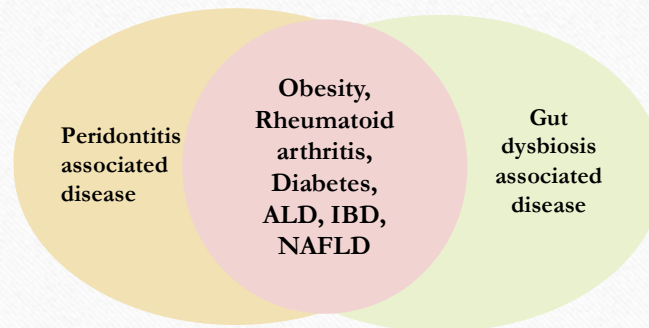 Peridontitis
associated
disease
Obesity,
Rheumatoid
arthritis,
Diabetes,
ALD, IBD,
NAFLD
Gut
dysbiosis
associated
disease